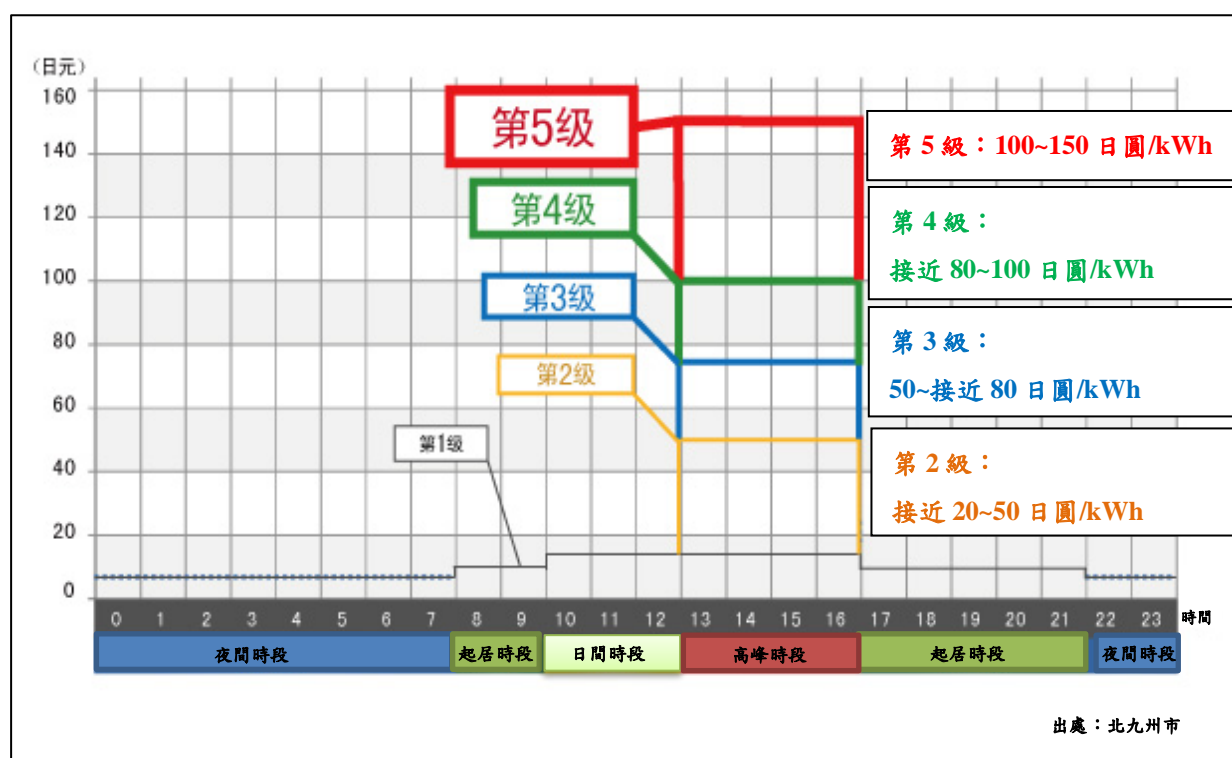 （日元）
160
140
120
100
80
60
40
20
0
第5级
第4级
第3级
第2级
第1级
第 5 級：100~150 日圓/kWh
第 4 級：
接近 80~100 日圓/kWh
第 3 級：
50~接近 80 日圓/kWh
第 2 級：
接近 20~50 日圓/kWh
0 1 2 3 4 5 6 7 8 9 10 11 12 13 14 15 16 17 18 19 20 21 22 23 時間
夜間時段 起居時段 日間時段 高峰時段 起居時段 夜間時段
出處：北九州市